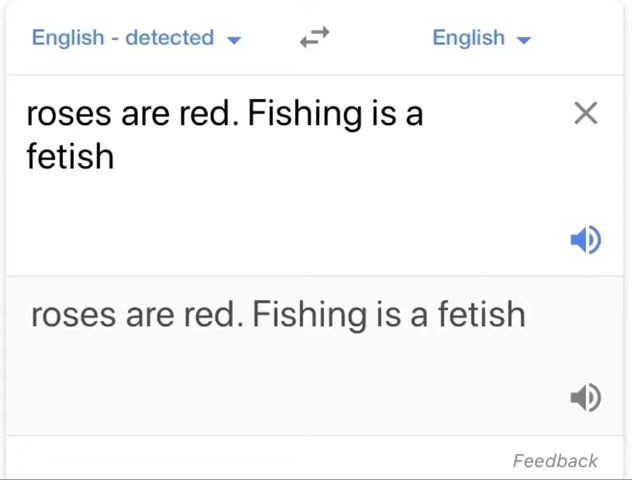 English - detected
English
roses are red. Fishing is a
fetish
roses are red. Fishing is a fetish
Feedback